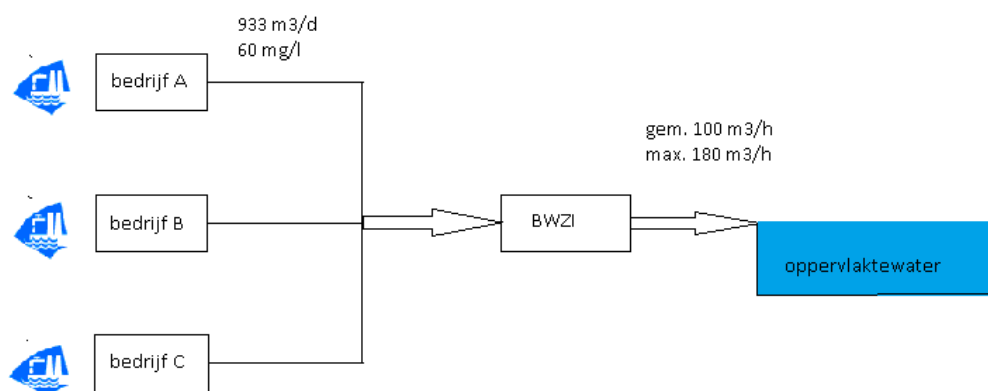 933 m3/d
60 mg/l
bedrijf A
gem. 100 m3/h
max. 180 m3/h
bedrijf B
BWZI
oppervlaktewater
bedrijf C